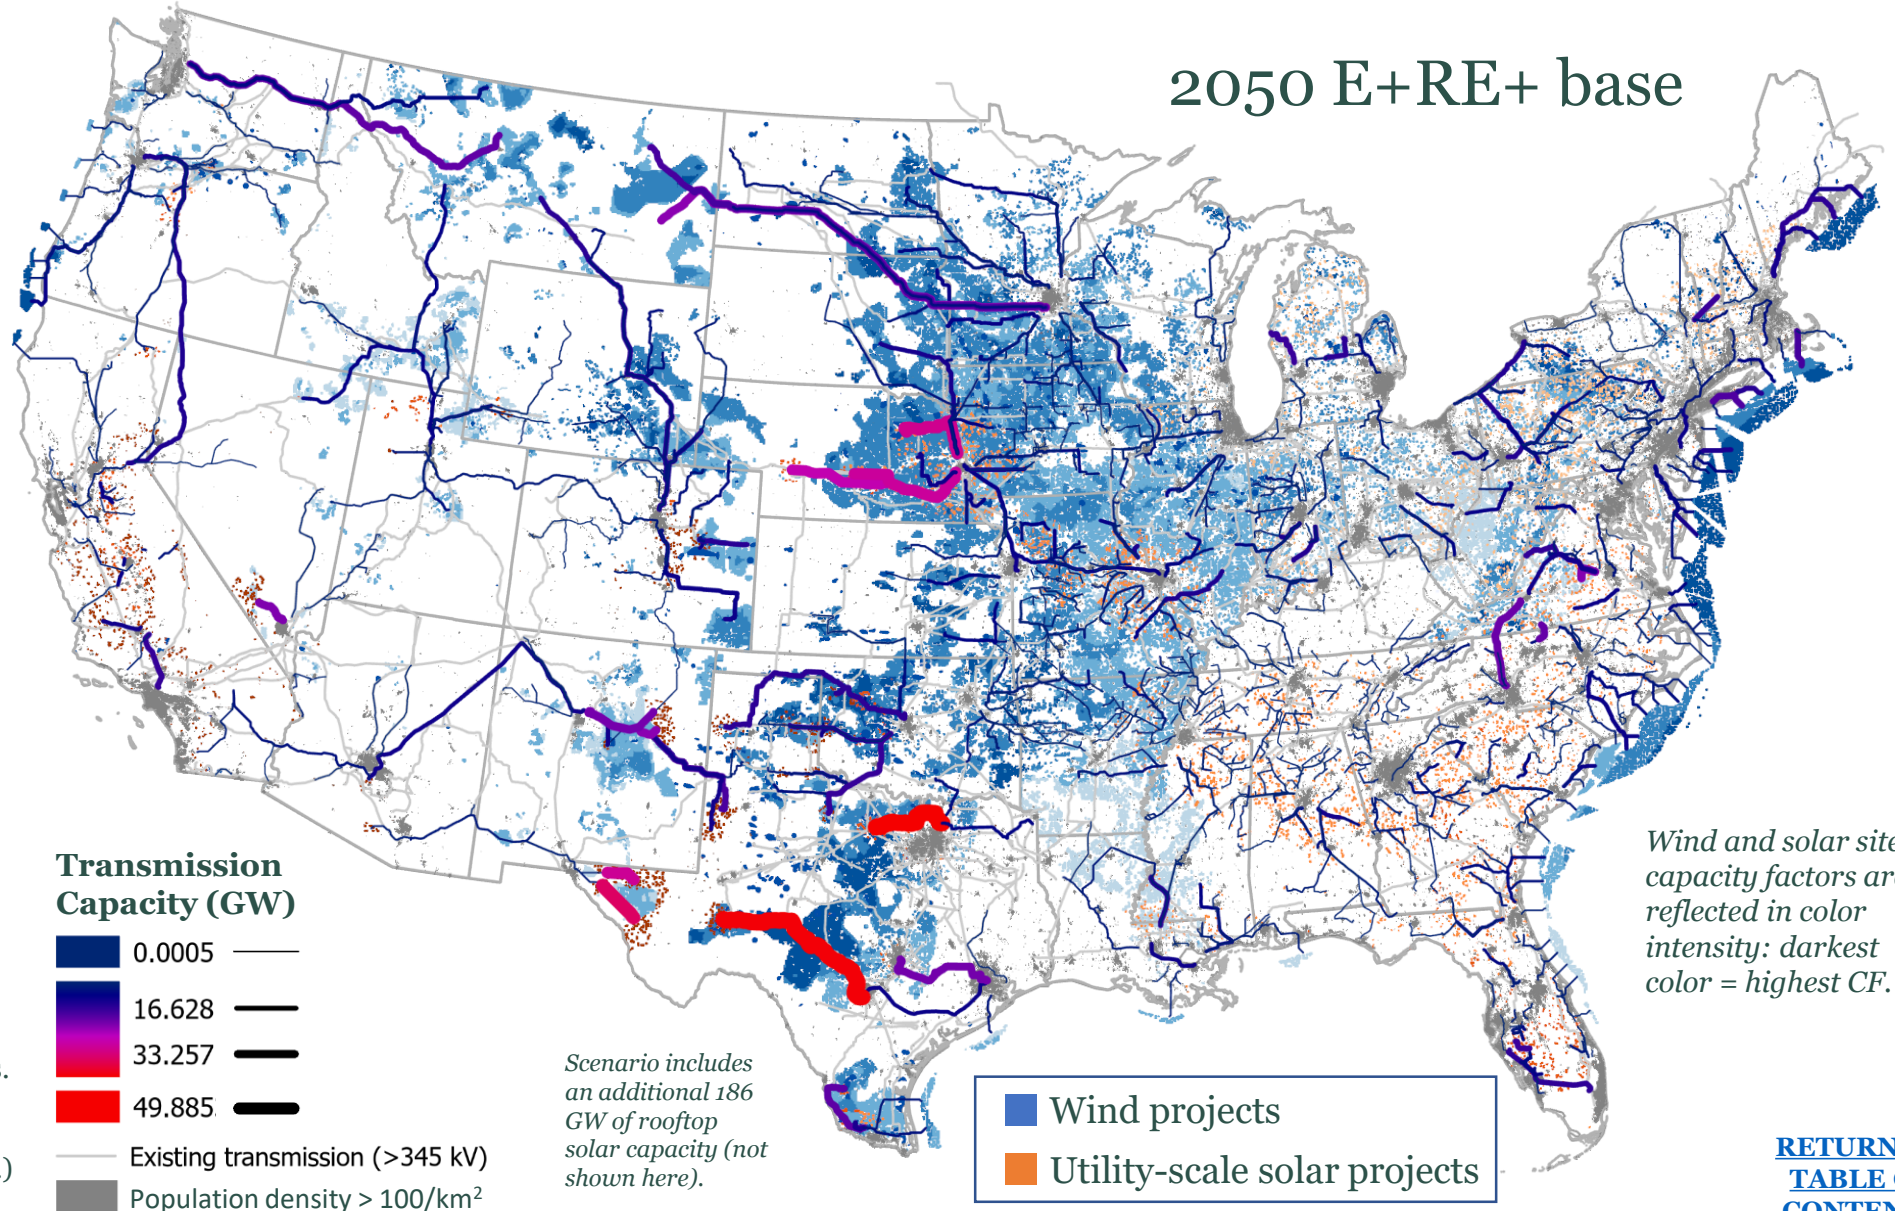 2050 E+RE+ base
Transmission
Capacity (GW)
0.0005
16.628
33.257
49.885
Existing transmission (>345 kV)
Population density > 100/km²
Scenario includes
an additional 186
GW of rooftop
solar capacity (not
shown here).
Wind projects
Utility-scale solar projects
Wind and solar site
capacity factors ar
reflected in color
intensity: darkest
color = highest CF.
RETURN
TABLE
CONTEN